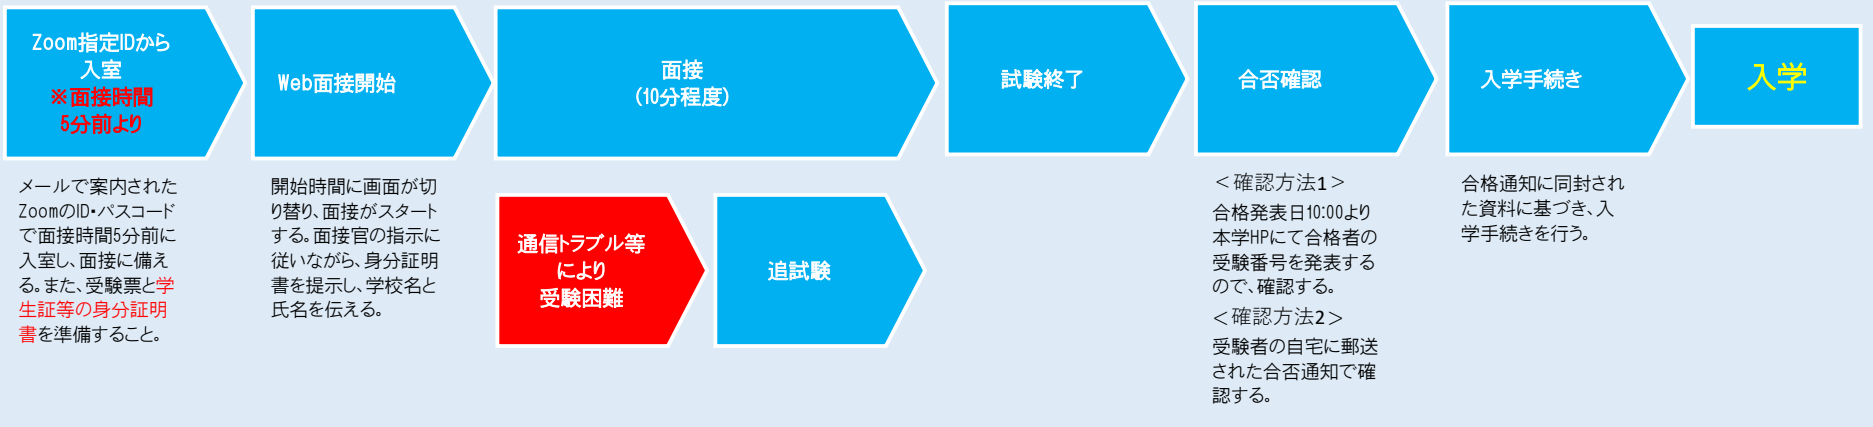 Zoom指定IDから
入室
※面接時間
5分前より
メールで案内された
ZoomのID・パスコード
で面接時間5分前に
入室し、面接に備え
る。また、受験票と学
生証等の身分証明
書を準備すること。
Web面接開始
開始時間に画面が切
り替り、面接がスタート
する。面接官の指示に
従いながら、身分証明
書を提示し、学校名と
氏名を伝える。
面接
(10分程度)
通信トラブル等
により
受験困難
追試験
試験終了
合否確認
＜確認方法1＞
合格発表日10:00より
本学HPにて合格者の
受験番号を発表する
ので、確認する。
＜確認方法2＞
受験者の自宅に郵送
された合否通知で確
認する。
入学手続き
合格通知に同封され
た資料に基づき、入
学手続きを行う。
入学